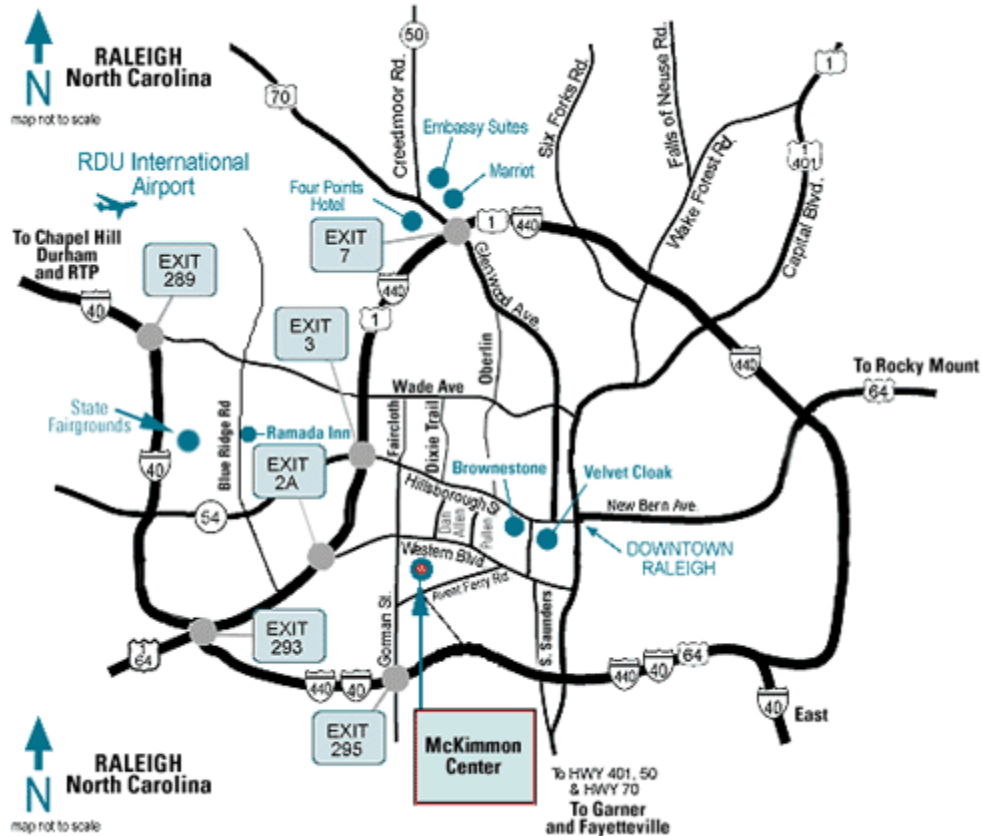 RALEIGH
North Carolina
N
map not to scale
50
Creedmoor Rd.
70
Six Forks Rd.
Falls of Neuse Rd.
1
Embassy Suites
Marriot
Wake Forest Rd.
1
401
Capital Blvd.
RDU International
Airport
Four Points
Hotel
To Chapel Hill
Durham
and RTP
EXIT
289
EXIT
7
1
440
Glenwood Ave.
40
440
1
EXIT
3
Oberlin
440
To Rocky Mount
64
Wade Ave
State
Fairgrounds
Blue Ridge Rd
Ramada Inn
Faircloth
Dixie Trail
40
EXIT
2A
Brownestone
Velvet Cloak
Hillsborough St
54
Dan
Allen
Pullen
New Bern Ave.
DOWNTOWN
RALEIGH
Western Blvd
Avent Ferry Rd.
Gorman St.
S. Saunders
EXIT
293
1
64
440
40
440
40
64
40
East
EXIT
295
McKimmon
Center
RALEIGH
North Carolina
N
map not to scale
To HWY 401, 50
& HWY 70
To Garner
and Fayetteville